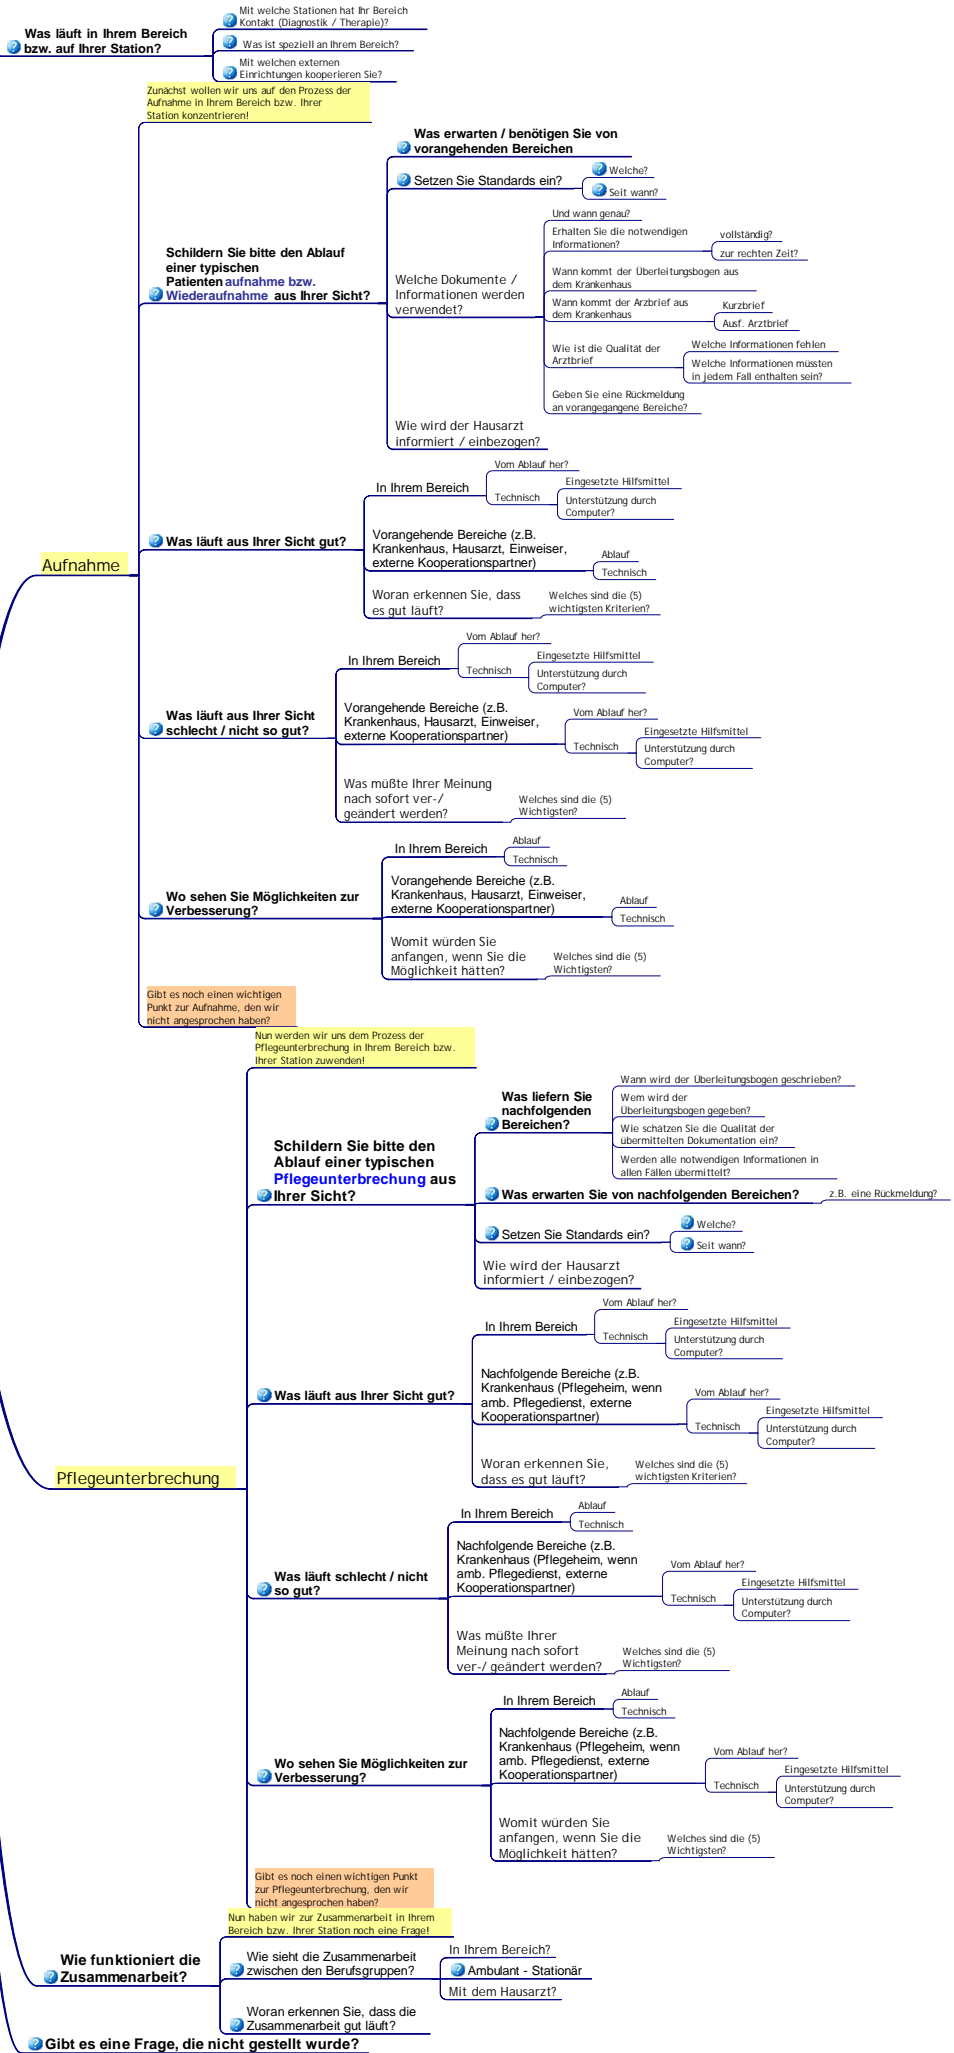 Was läuft in Ihrem Bereich
bzw. auf Ihrer Station?
Mit welche Stationen hat Ihr Bereich
Kontakt (Diagnostik / Therapie)?
Was ist speziell an Ihrem Bereich?
Mit welchen externen
Einrichtungen kooperieren Sie?
Aufnahme
Zunächst wollen wir uns auf den Prozess der
Aufnahme in Ihrem Bereich bzw. Ihrer
Station konzentrieren!
Schildern Sie bitte den Ablauf
einer typischen
Patientenaufnahme bzw.
Wiederaufnahme aus Ihrer Sicht?
Was erwarten / benötigen Sie von
vorangehenden Bereichen
Setzen Sie Standards ein?
Welche?
Seit wann?
Welche Dokumente /
Informationen werden
verwendet?
Und wann genau?
Erhalten Sie die notwendigen
Informationen?
vollständig?
zur rechten Zeit?
Wann kommt der Überleitungsbogen aus
dem Krankenhaus
Wann kommt der Arzbrief aus
dem Krankenhaus
Kurzbrief
Ausf. Arztbrief
Wie ist die Qualität der
Arztbrief
Welche Informationen fehlen
Welche Informationen müssten
in jedem Fall enthalten sein?
Geben Sie eine Rückmeldung
an vorangegangene Bereiche?
Wie wird der Hausarzt
informiert / einbezogen?
Was läuft aus Ihrer Sicht gut?
In Ihrem Bereich
Vom Ablauf her?
Technisch
Eingesetzte Hilfsmittel
Unterstützung durch
Computer?
Vorangehende Bereiche (z.B.
Krankenhaus, Hausarzt, Einweiser,
externe Kooperationspartner)
Ablauf
Technisch
Woran erkennen Sie, dass
es gut läuft?
Welches sind die (5)
wichtigsten Kriterien?
Was läuft aus Ihrer Sicht
schlecht / nicht so gut?
In Ihrem Bereich
Vom Ablauf her?
Technisch
Eingesetzte Hilfsmittel
Unterstützung durch
Computer?
Vorangehende Bereiche (z.B.
Krankenhaus, Hausarzt, Einweiser,
externe Kooperationspartner)
Vom Ablauf her?
Technisch
Eingesetzte Hilfsmittel
Unterstützung durch
Computer?
Was müßte Ihrer Meinung
nach sofort ver-/
geändert werden?
Welches sind die (5)
Wichtigsten?
Wo sehen Sie Möglichkeiten zur
Verbesserung?
In Ihrem Bereich
Ablauf
Technisch
Vorangehende Bereiche (z.B.
Krankenhaus, Hausarzt, Einweiser,
externe Kooperationspartner)
Ablauf
Technisch
Womit würden Sie
anfangen, wenn Sie die
Möglichkeit hätten?
Welches sind die (5)
Wichtigsten?
Gibt es noch einen wichtigen
Punkt zur Aufnahme, den wir
nicht angesprochen haben?
Pflegeunterbrechung
Nun werden wir uns dem Prozess der
Pflegeunterbrechung in Ihrem Bereich bzw.
Ihrer Station zuwenden!
Schildern Sie bitte den
Ablauf einer typischen
Pflegeunterbrechung aus
Ihrer Sicht?
Was liefern Sie
nachfolgenden
Bereichen?
Wann wird der Überleitungsbogen geschrieben?
Wem wird der
Überleitungsbogen gegeben?
Wie schätzen Sie die Qualität der
übermittelten Dokumentation ein?
Werden alle notwendigen Informationen in
allen Fällen übermittelt?
Was erwarten Sie von nachfolgenden Bereichen?
z.B. eine Rückmeldung?
Setzen Sie Standards ein?
Welche?
Seit wann?
Wie wird der Hausarzt
informiert / einbezogen?
Was läuft aus Ihrer Sicht gut?
In Ihrem Bereich
Vom Ablauf her?
Technisch
Eingesetzte Hilfsmittel
Unterstützung durch
Computer?
Nachfolgende Bereiche (z.B.
Krankenhaus (Pflegeheim, wenn
amb. Pflegedienst, externe
Kooperationspartner)
Vom Ablauf her?
Technisch
Eingesetzte Hilfsmittel
Unterstützung durch
Computer?
Woran erkennen Sie,
dass es gut läuft?
Welches sind die (5)
wichtigsten Kriterien?
Was läuft schlecht / nicht
so gut?
In Ihrem Bereich
Ablauf
Technisch
Nachfolgende Bereiche (z.B.
Krankenhaus (Pflegeheim, wenn
amb. Pflegedienst, externe
Kooperationspartner)
Vom Ablauf her?
Technisch
Eingesetzte Hilfsmittel
Unterstützung durch
Computer?
Was müßte Ihrer
Meinung nach sofort
ver-/ geändert werden?
Welches sind die (5)
Wichtigsten?
Wo sehen Sie Möglichkeiten zur
Verbesserung?
In Ihrem Bereich
Ablauf
Technisch
Nachfolgende Bereiche (z.B.
Krankenhaus (Pflegeheim, wenn
amb. Pflegedienst, externe
Kooperationspartner)
Vom Ablauf her?
Technisch
Eingesetzte Hilfsmittel
Unterstützung durch
Computer?
Womit würden Sie
anfangen, wenn Sie die
Möglichkeit hätten?
Welches sind die (5)
Wichtigsten?
Gibt es noch einen wichtigen Punkt
zur Pflegeunterbrechung, den wir
nicht angesprochen haben?
Wie funktioniert die
Zusammenarbeit?
Nun haben wir zur Zusammenarbeit in Ihrem
Bereich bzw. Ihrer Station noch eine Frage!
Wie sieht die Zusammenarbeit
zwischen den Berufsgruppen?
In Ihrem Bereich?
Ambulant - Stationär
Mit dem Hausarzt?
Woran erkennen Sie, dass die
Zusammenarbeit gut läuft?
Gibt es eine Frage, die nicht gestellt wurde?